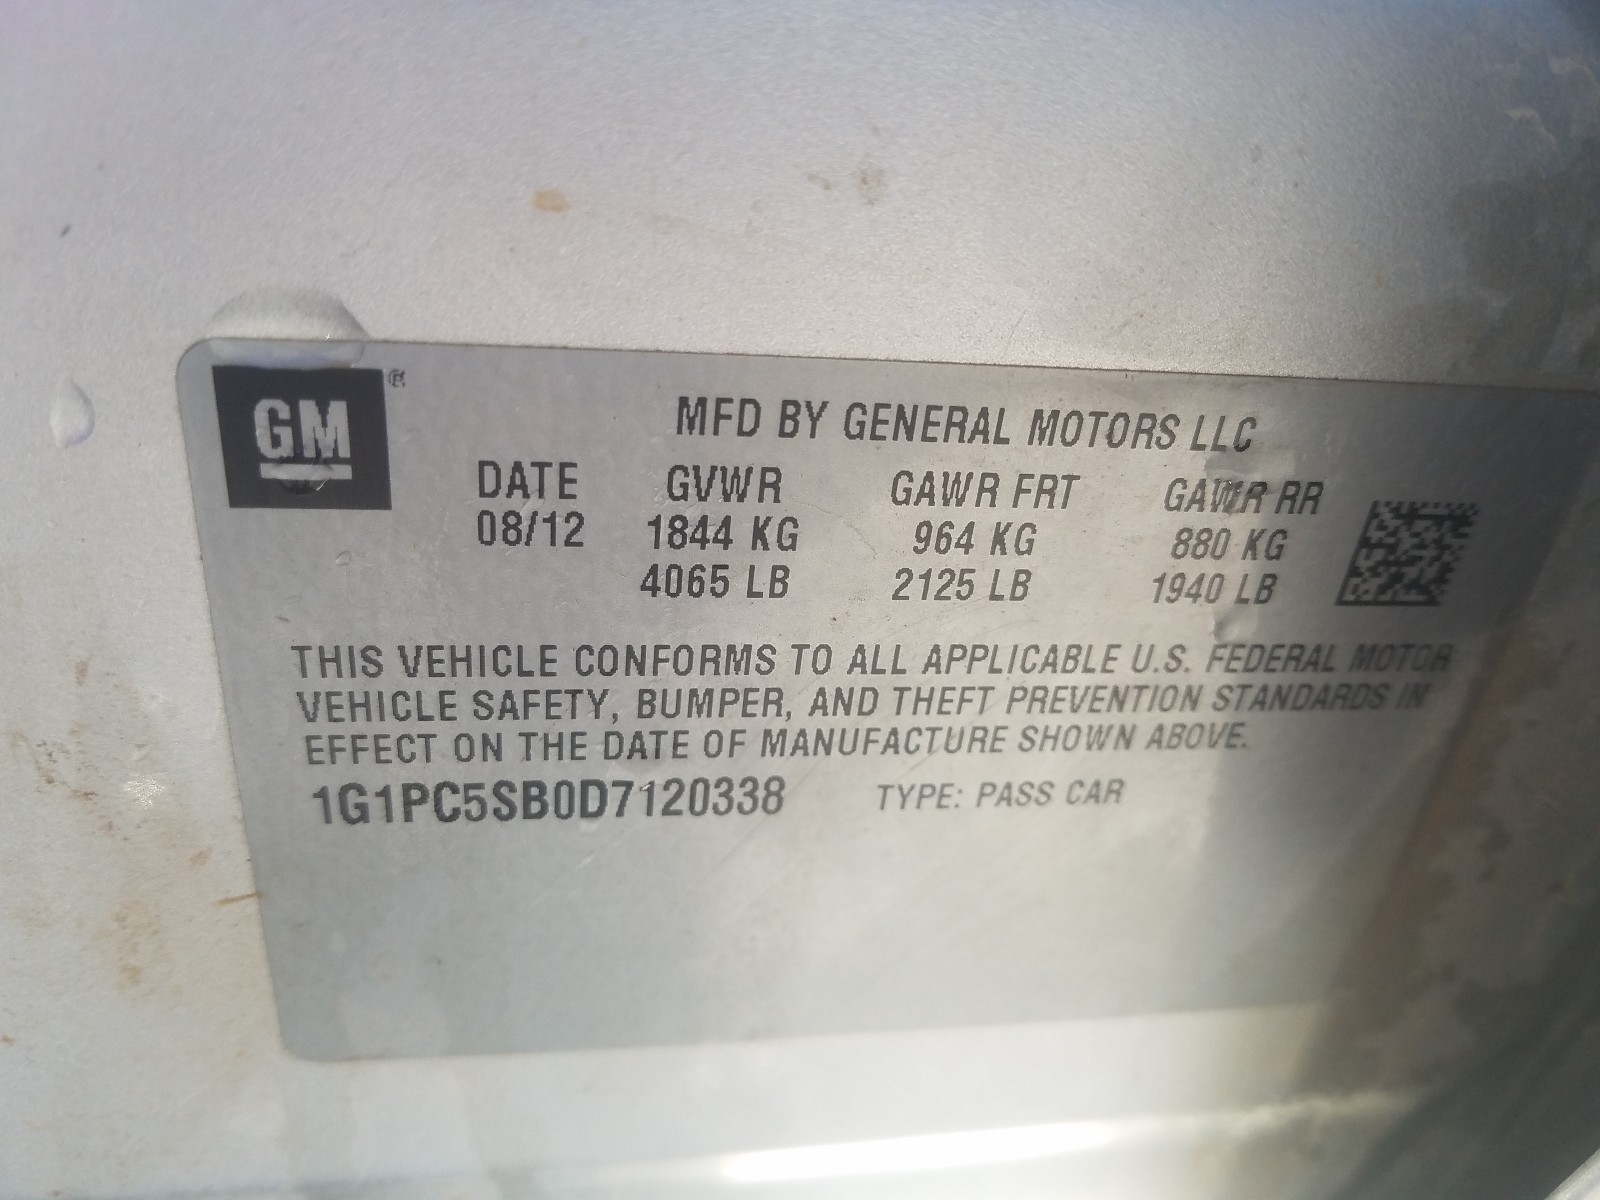 GM ®
MFD BY GENERAL MOTORS LLC
DATE GVWR GAWR FRT GAWR RR
08/12 1844 KG 964 KG 880 KG
4065 LB 2125 LB 1940 LB
THIS VEHICLE CONFORMS TO ALL APPLICABLE U.S. FEDERAL MOTOR
VEHICLE SAFETY, BUMPER, AND THEFT PREVENTION STANDARDS IN
EFFECT ON THE DATE OF MANUFACTURE SHOWN ABOVE.
1G1PC5SB0D7120338 TYPE: PASS CAR